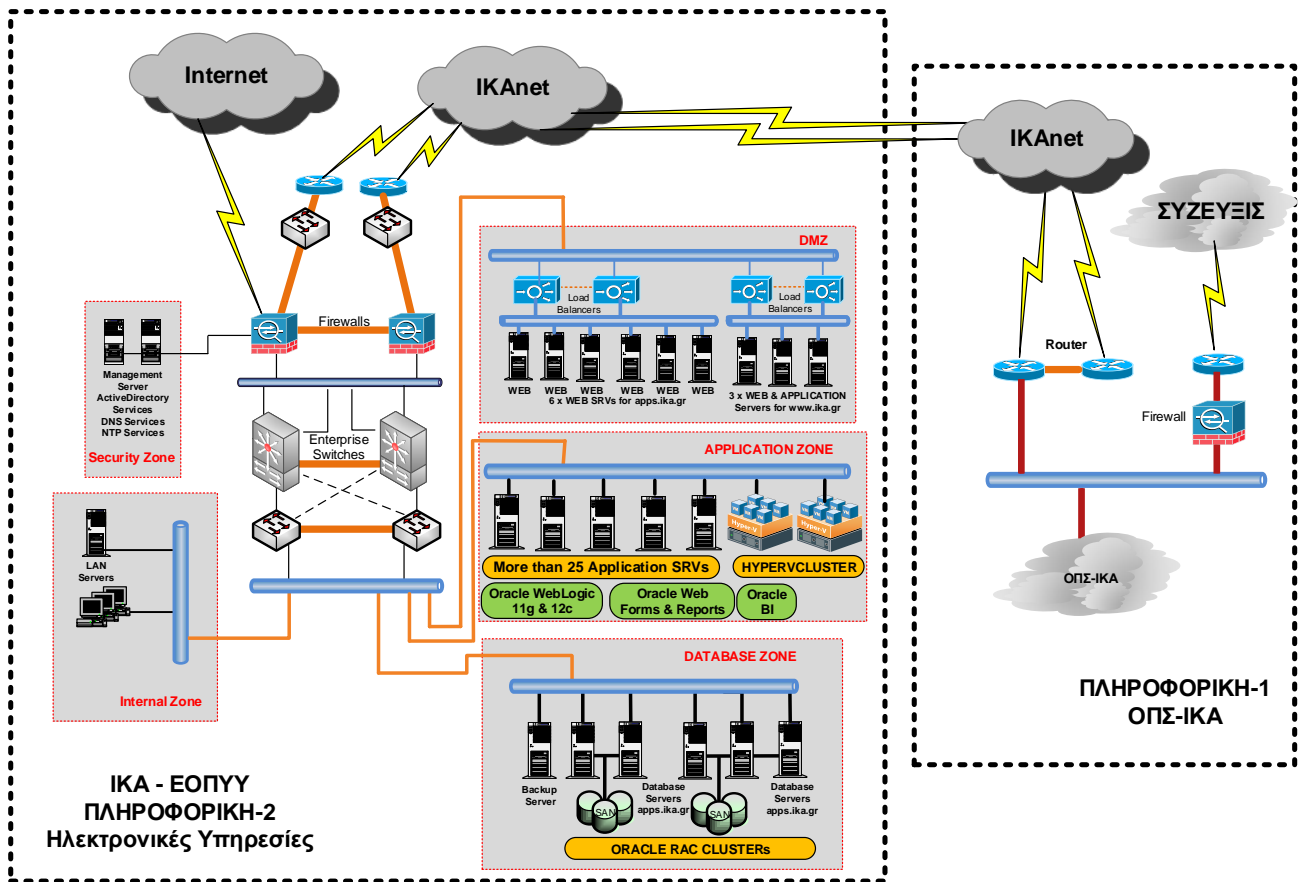 Internet
IKAnet
IKAnet
ΣΥΖΕΥΞΙΣ
Firewalls
Management
Server
ActiveDirectory
Services
DNS Services
NTP Services
Security Zone
Enterprise
Switches
LAN
Servers
Internal Zone
DMZ
Load
Balancers
Load
Balancers
WEB
WEB
WEB
WEB
WEB
WEB
6 x WEB SRVs for apps.ika.gr
3 x WEB & APPLICATION
Servers for www.ika.gr
APPLICATION ZONE
Hyper-V
Hyper-V
More than 25 Application SRVs
HYPERVCLUSTER
Oracle WebLogic
11g & 12c
Oracle Web
Forms & Reports
Oracle
BI
DATABASE ZONE
Backup
Server
SAN
Database
Servers
apps.ika.gr
SAN
Database
Servers
apps.ika.gr
ORACLE RAC CLUSTERs
ΙΚΑ - ΕΟΠΥΥ
ΠΛΗΡΟΦΟΡΙΚΗ-2
Ηλεκτρονικές Υπηρεσίες
Router
Firewall
ΟΠΣ-ΙΚΑ
ΠΛΗΡΟΦΟΡΙΚΗ-1
ΟΠΣ-ΙΚΑ